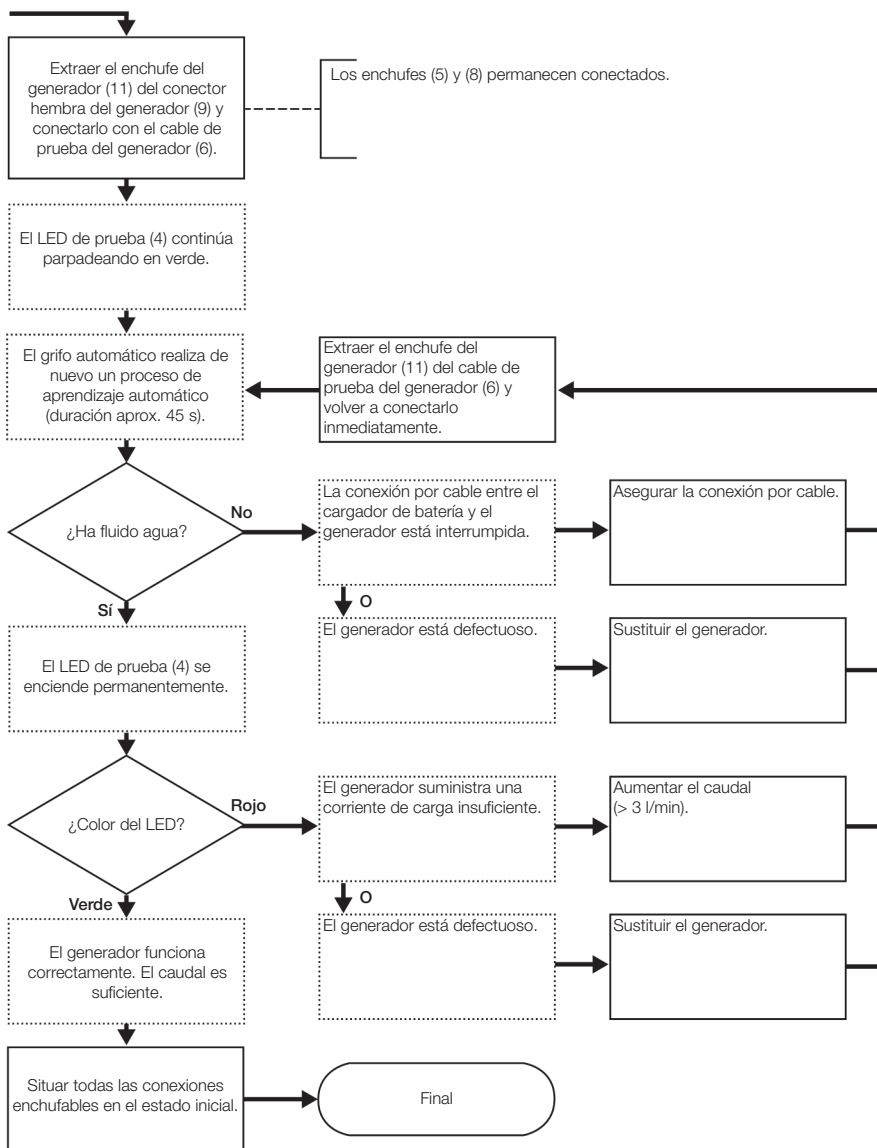 Extraer el enchufe del
generador (11) del conector
hembra del generador (9) y
conectarlo con el cable de
prueba del generador (6).
Los enchufes (5) y (8) permanecen conectados.
El LED de prueba (4) continúa
parpadeando en verde.
El grifo automático realiza de
nuevo un proceso de
aprendizaje automático
(duración aprox. 45 s).
Extraer el enchufe del
generador (11) del cable de
prueba del generador (6) y
volver a conectarlo
inmediatamente.
¿Ha fluido agua?
No
La conexión por cable entre el
cargador de batería y el
generador está interrumpida.
Asegurar la conexión por cable.
O
El generador está defectuoso.
Sustituir el generador.
Sí
El LED de prueba (4) se
enciende permanentemente.
¿Color del LED?
Rojo
El generador suministra una
corriente de carga insuficiente.
Aumentar el caudal
(> 3 l/min).
O
El generador está defectuoso.
Sustituir el generador.
Verde
El generador funciona
correctamente. El caudal es
suficiente.
Situar todas las conexiones
enchufables en el estado inicial.
Final